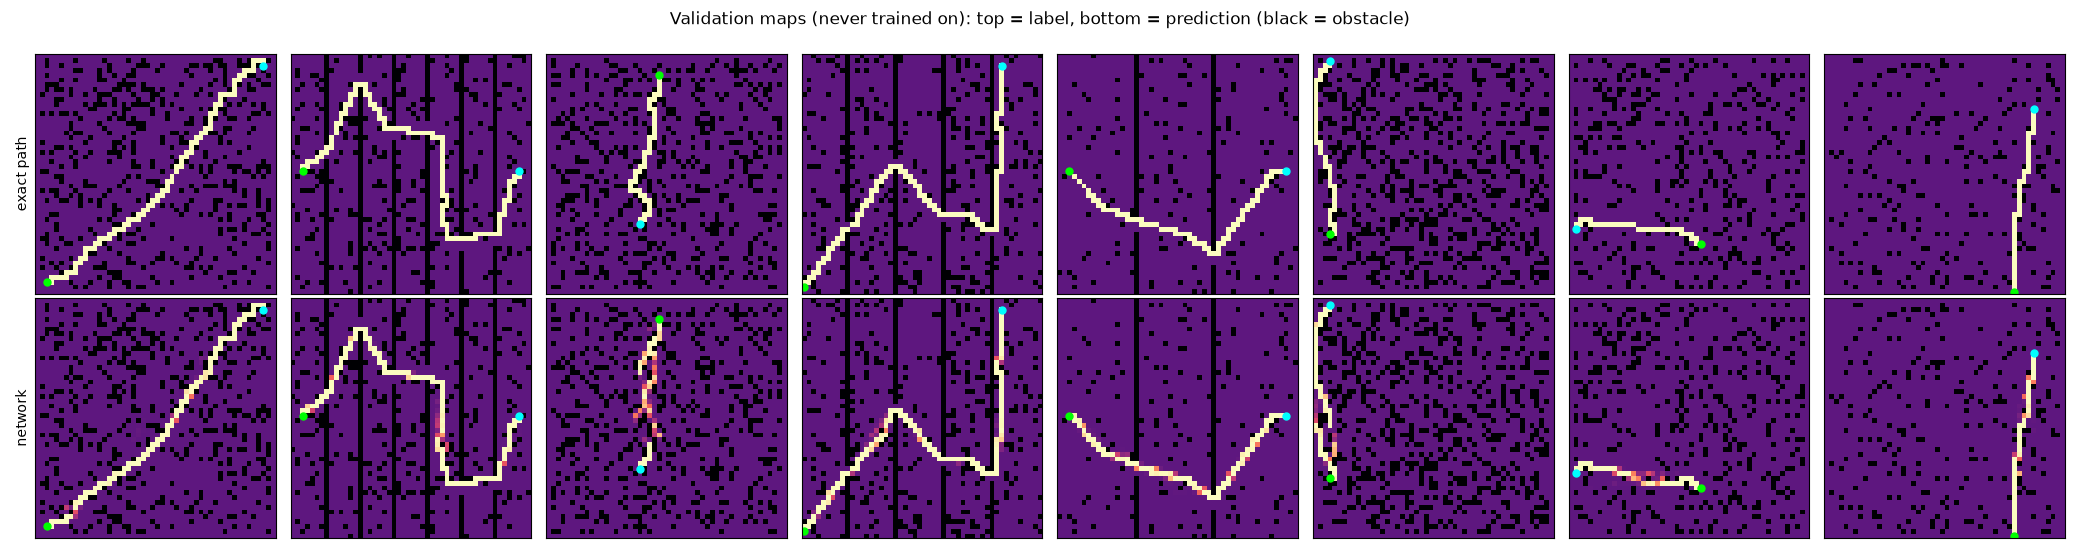 Validation maps (never trained on): top = label, bottom = prediction (black = obstacle)
exact path
network